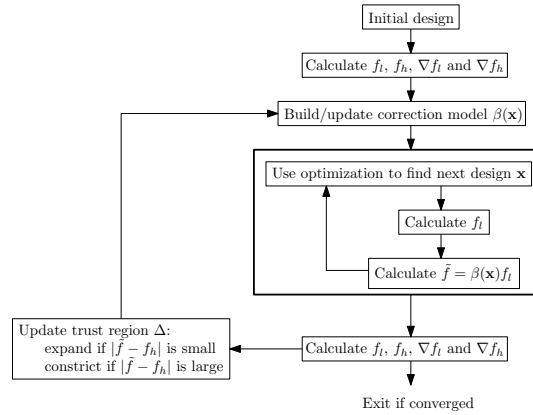 Initial design
Calculate f_l, f_h, ∇f_l and ∇f_h
Build/update correction model β(x)
Use optimization to find next design x
Calculate f_l
Calculate f̃ = β(x)f_l
Update trust region Δ:
expand if |f̃ − f_h| is small
constrict if |f̃ − f_h| is large
Calculate f_l, f_h, ∇f_l and ∇f_h
Exit if converged